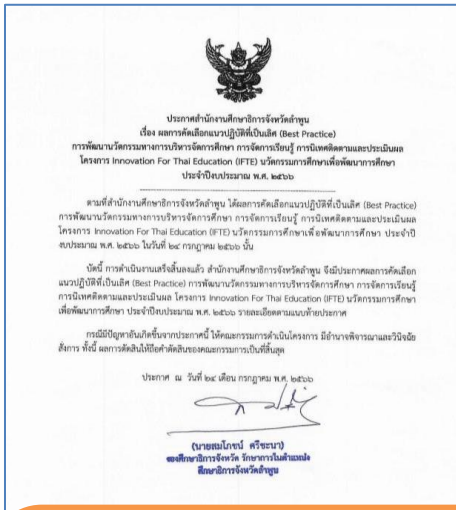 ประกาศสำนักงานศึกษาธิการจังหวัดลำพูน
เรื่อง ผลการคัดเลือกแนวปฏิบัติที่เป็นเลิศ (Best Practice)
การพัฒนานวัตกรรมทางการบริหารจัดการศึกษา การจัดการเรียนรู้ การนิเทศติดตามและประเมินผล
โครงการ Innovation For Thai Education (IFTE) นวัตกรรมการศึกษาเพื่อพัฒนาการศึกษา
ประจำปีงบประมาณ พ.ศ. ๒๕๖๖
ตามที่สำนักงานศึกษาธิการจังหวัดลำพูน ได้ผลการคัดเลือกแนวปฏิบัติที่เป็นเลิศ (Best Practice)
การพัฒนานวัตกรรมทางการบริหารจัดการศึกษา การจัดการเรียนรู้ การนิเทศติดตามและประเมินผล
โครงการ Innovation For Thai Education (IFTE) นวัตกรรมการศึกษาเพื่อพัฒนาการศึกษา ประจำปี
งบประมาณ พ.ศ. ๒๕๖๖ ในวันที่ ๒๔ กรกฎาคม ๒๕๖๖ นั้น
บัดนี้ การดำเนินงานเสร็จสิ้นลงแล้ว สำนักงานศึกษาธิการจังหวัดลำพูน จึงมีประกาศผลการคัดเลือก
แนวปฏิบัติที่เป็นเลิศ (Best Practice) การพัฒนานวัตกรรมทางการบริหารจัดการศึกษา การจัดการเรียนรู้
การนิเทศติดตามและประเมินผล โครงการ Innovation For Thai Education (IFTE) นวัตกรรมการศึกษา
เพื่อพัฒนาการศึกษา ประจำปีงบประมาณ พ.ศ. ๒๕๖๖ รายละเอียดตามแนบท้ายประกาศ
กรณีมีปัญหาอันเกิดขึ้นจากประกาศนี้ ให้คณะกรรมการดำเนินโครงการ มีอำนาจพิจารณาและวินิจฉัย
สั่งการ ทั้งนี้ ผลการตัดสินให้ถือคำตัดสินของคณะกรรมการเป็นที่สิ้นสุด
ประกาศ ณ วันที่ ๒๔ เดือน กรกฎาคม พ.ศ. ๒๕๖๖
(นายสมโภชน์ ศรีชะนา)
รองศึกษาธิการจังหวัด รักษาการในตำแหน่ง
ศึกษาธิการจังหวัดลำพูน